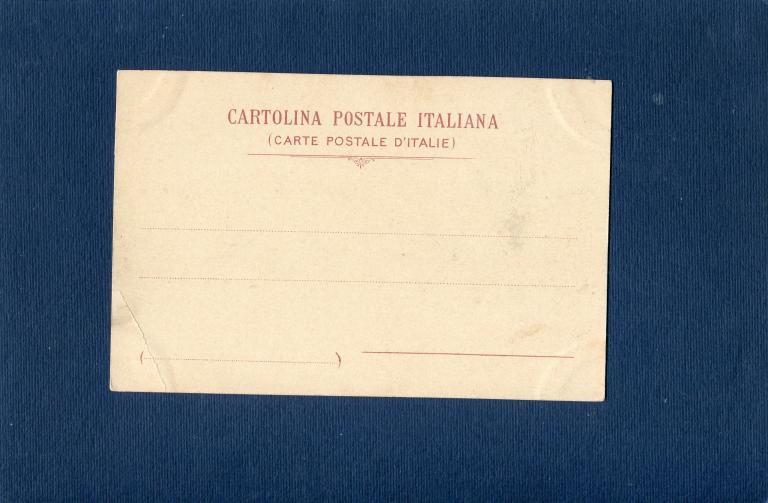 CARTOLINA POSTALE ITALIANA
(CARTE POSTALE D'ITALIE)
( )